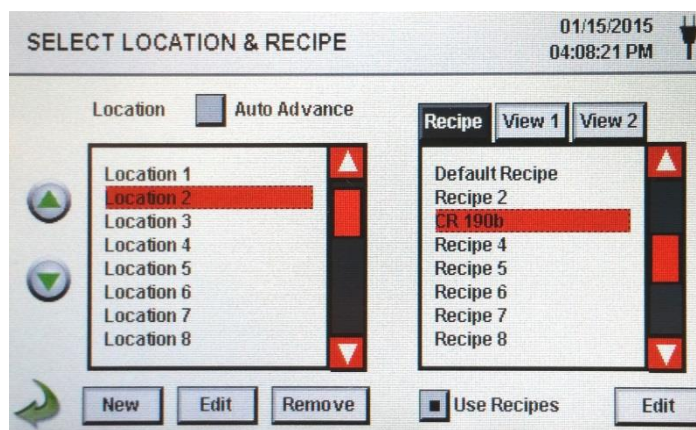 SELECT LOCATION & RECIPE
01/15/2015
04:08:21 PM
Location
Auto Advance
Recipe
View 1
View 2
Location 1
Location 2
Location 3
Location 4
Location 5
Location 6
Location 7
Location 8
Default Recipe
Recipe 2
CR 190b
Recipe 4
Recipe 5
Recipe 6
Recipe 7
Recipe 8
New
Edit
Remove
Use Recipes
Edit